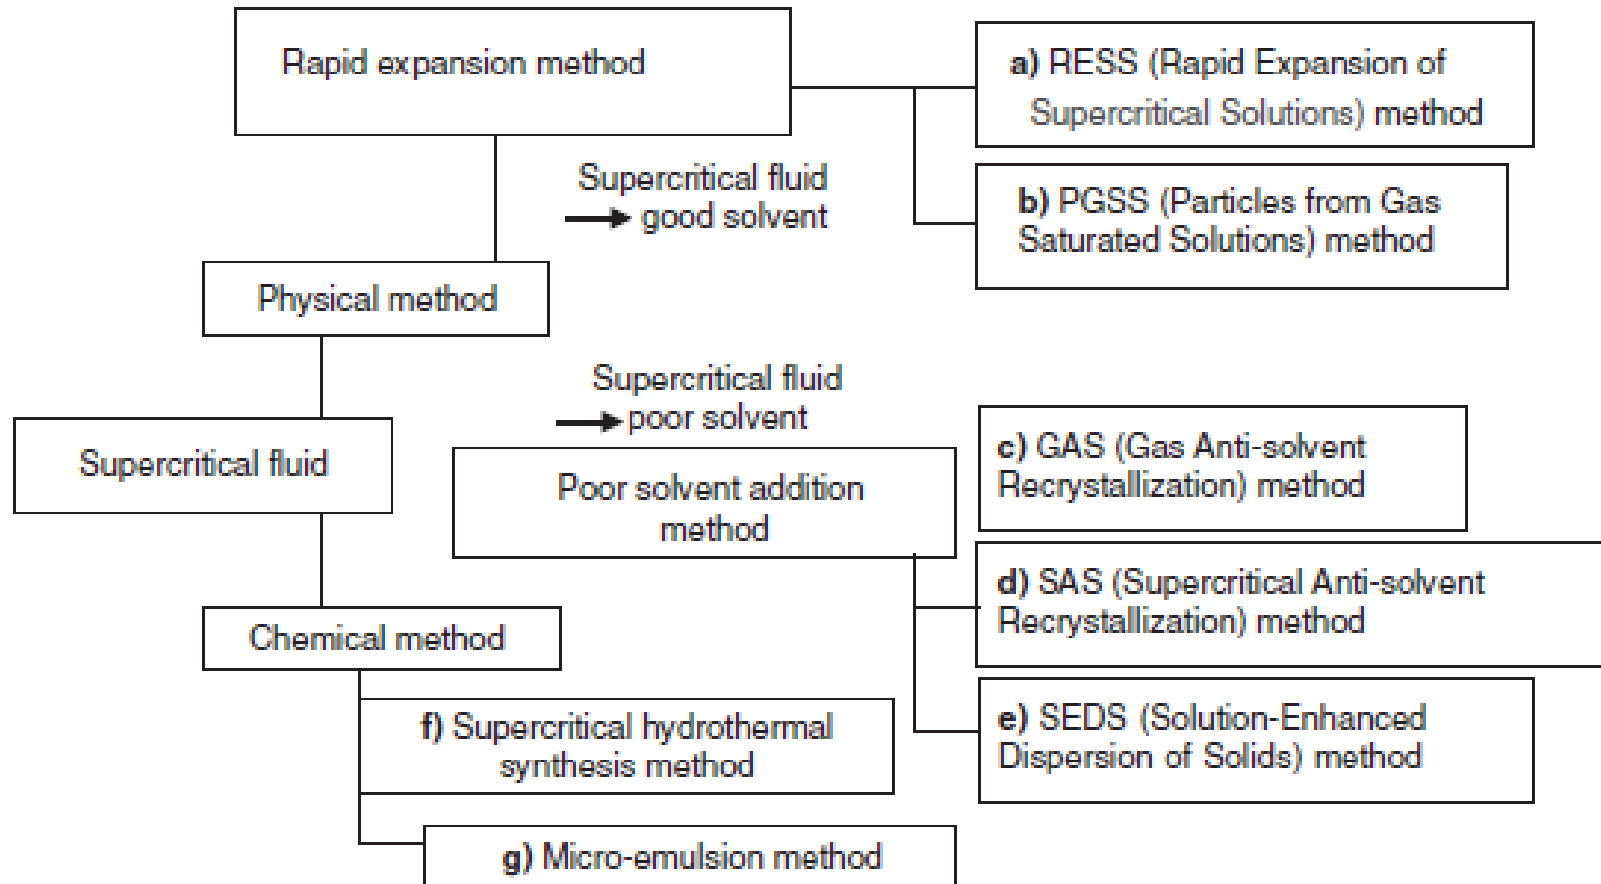 Rapid expansion method
a) RESS (Rapid Expansion of
Supercritical Solutions) method
Supercritical fluid
good solvent
b) PGSS (Particles from Gas
Saturated Solutions) method
Physical method
Supercritical fluid
poor solvent
Supercritical fluid
Poor solvent addition
method
c) GAS (Gas Anti-solvent
Recrystallization) method
d) SAS (Supercritical Anti-solvent
Recrystallization) method
Chemical method
e) SEDS (Solution-Enhanced
Dispersion of Solids) method
f) Supercritical hydrothermal
synthesis method
g) Micro-emulsion method